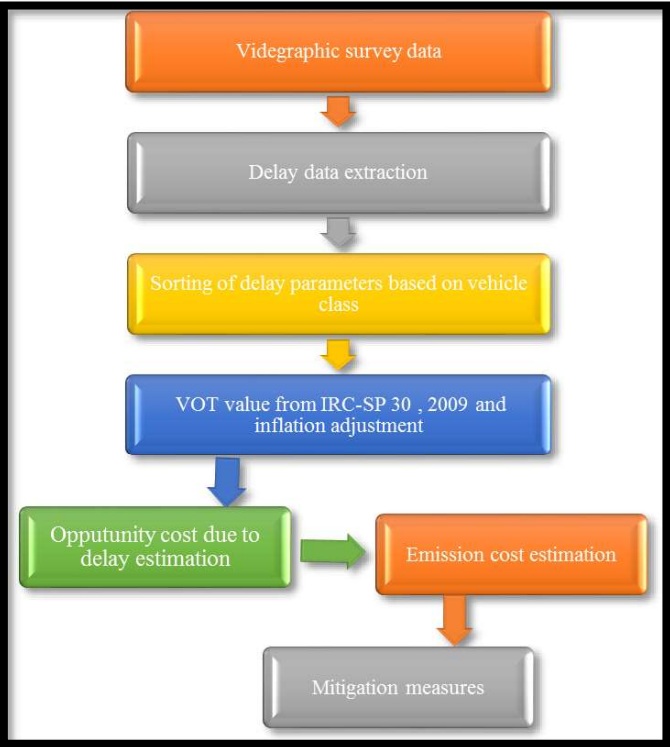 Videgraphic survey data
Delay data extraction
Sorting of delay parameters based on vehicle
class
VOT value from IRC-SP 30 , 2009 and
inflation adjustment
Opputunity cost due to
delay estimation
Emission cost estimation
Mitigation measures